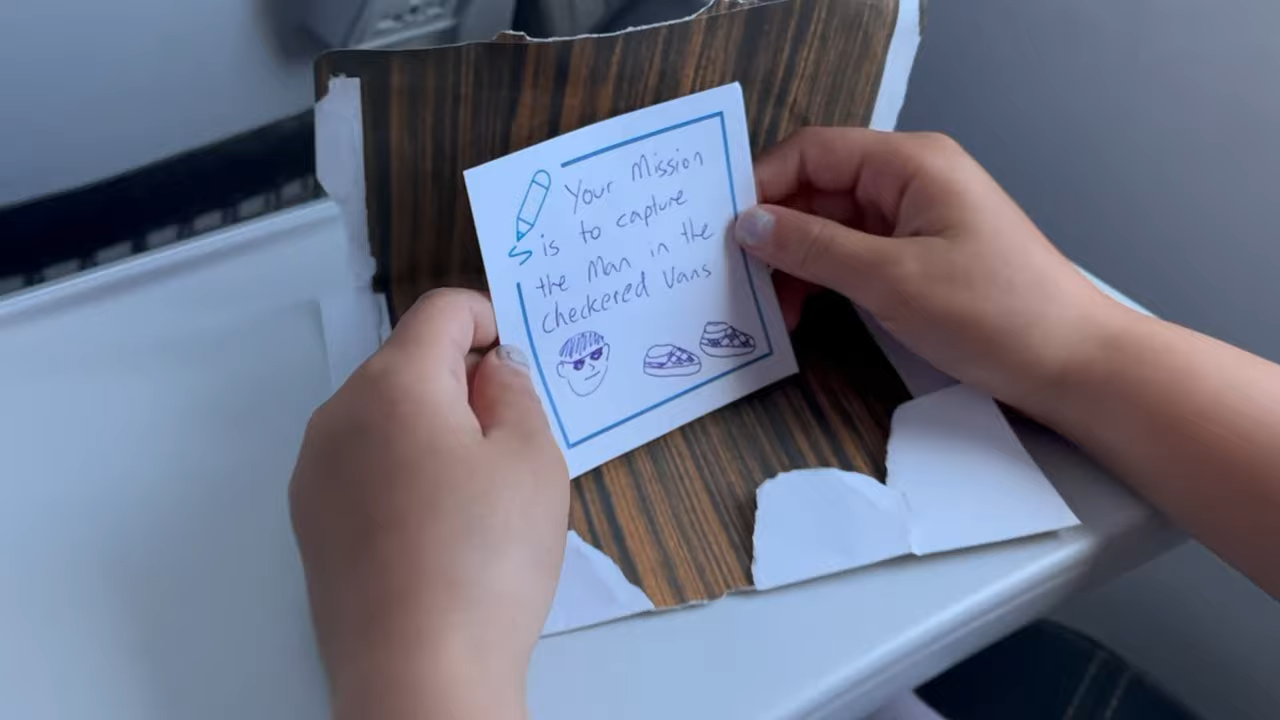 Your Mission
is to capture
the Man in the
checkered Vans